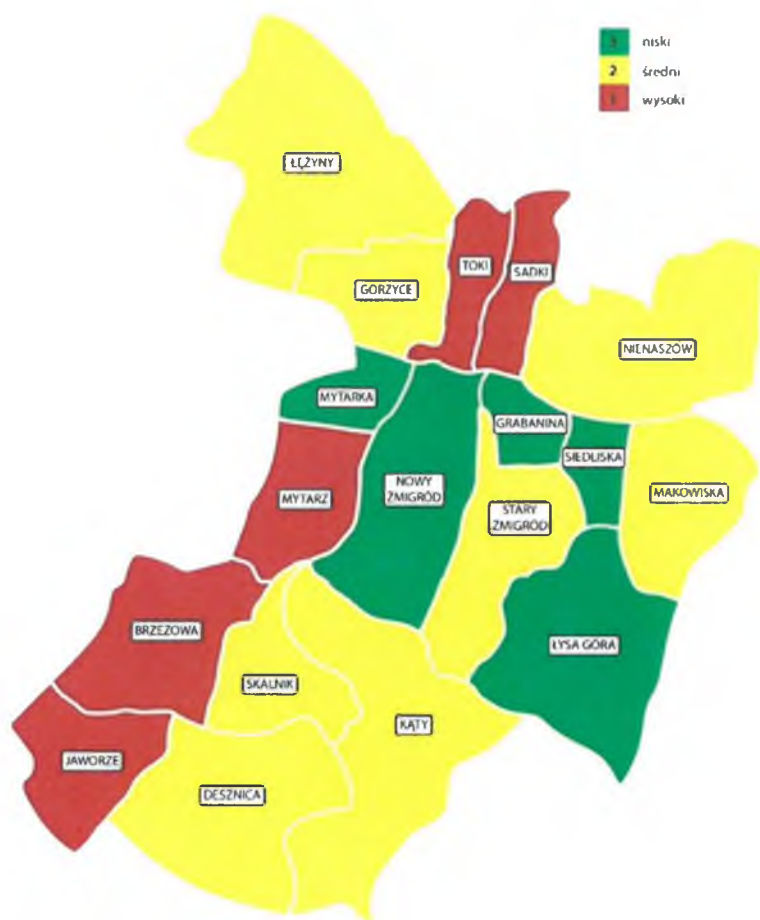 niski
2 średni
wysoki
ŁĘŻYNY
TOKI
SADKI
GORZYCE
NIENASZÓW
MYTARKA
GRABANINA
SIEDLISKA
NOWY
ŻMIGRÓD
MAKOWISKA
MYTARZ
STARY
ŻMIGRÓD
BRZEZOWA
ŁYSA GÓRA
SKALNIK
KĄTY
JAWORZE
DESZNICA